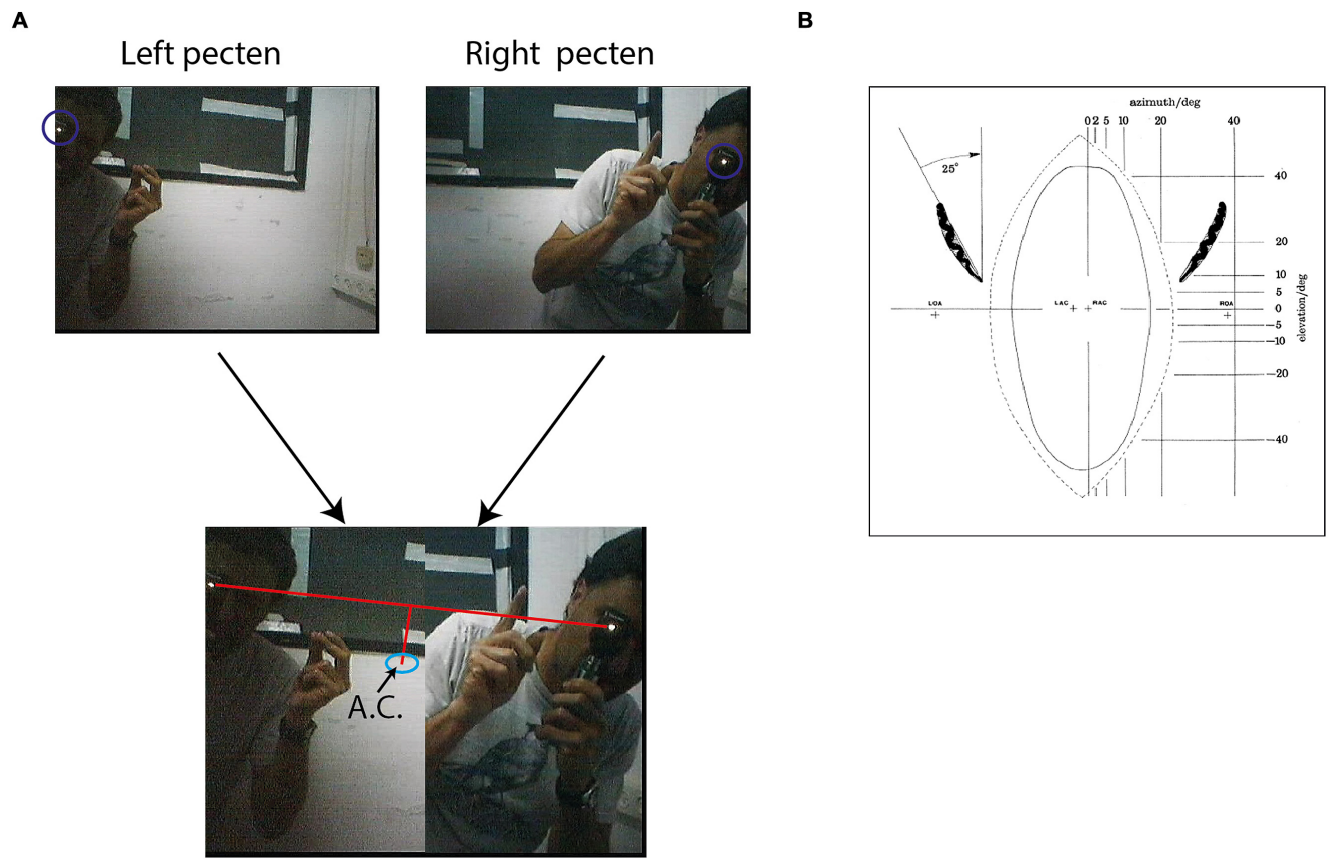 A
Left pecten
Right pecten
A.C.
B
azimuth/deg
0 2 5 10 20 40
25°
40
20
10
5
0
−5
−10
−20
−40
elevation/deg
LOA
LAC
RAC
ROA